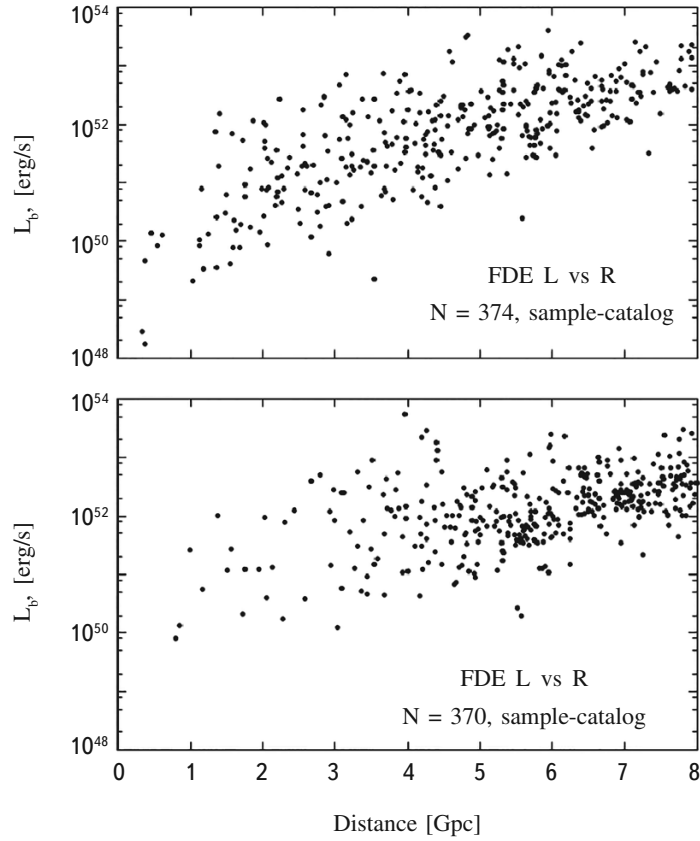 10^54
10^52
10^50
10^48
L_b, [erg/s]
FDE L vs R
N = 374, sample-catalog
10^54
10^52
10^50
10^48
L_b, [erg/s]
FDE L vs R
N = 370, sample-catalog
0 1 2 3 4 5 6 7 8
Distance [Gpc]